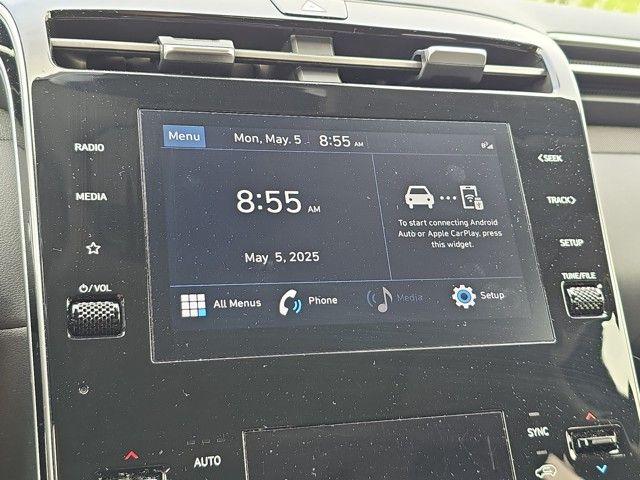 Menu Mon, May. 5 8:55 AM
RADIO
MEDIA
/VOL
8:55 AM
May 5, 2025
To start connecting Android
Auto or Apple CarPlay, press
this widget.
All Menus Phone Media Setup
SEEK
TRACK
SETUP
TUNE/FILE
AUTO
SYNC